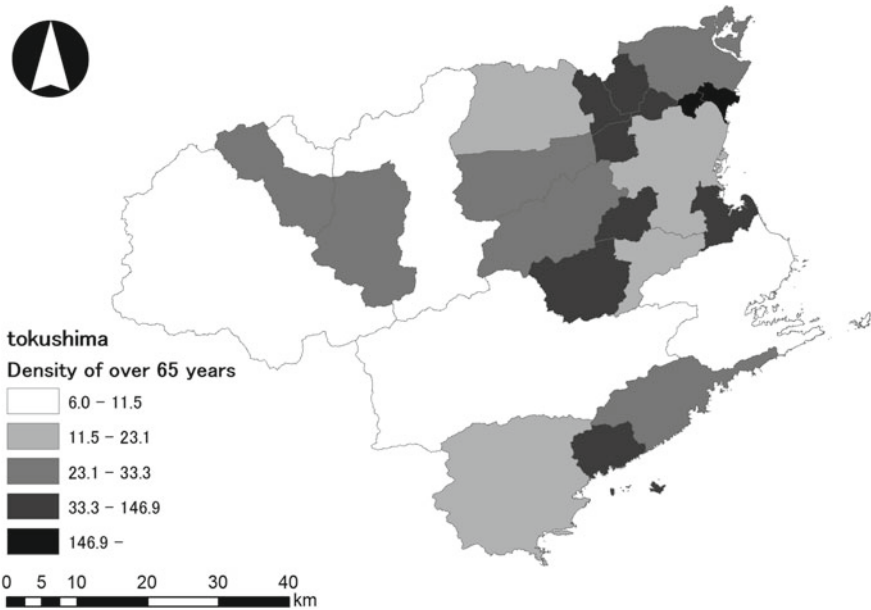 tokushima
Density of over 65 years
6.0 - 11.5
11.5 - 23.1
23.1 - 33.3
33.3 - 146.9
146.9 -
0 5 10 20 30 40
km